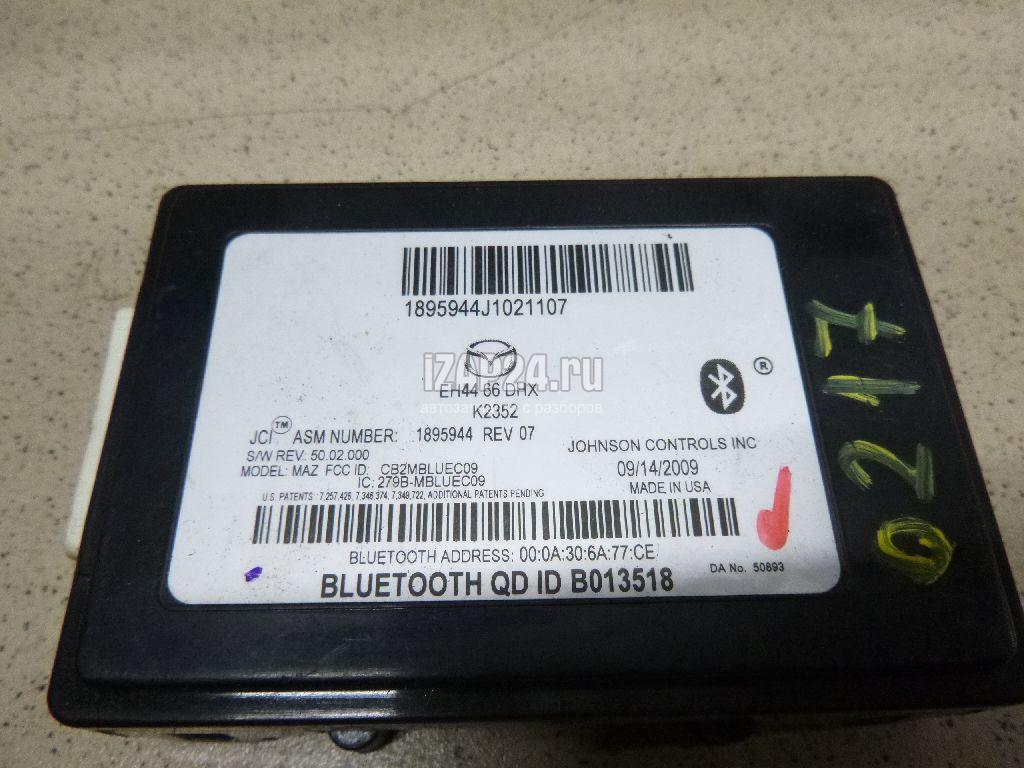 1895944J1021107
iZAP24.ru
EH44 66 DHX
автозапчасти с разборов
K2352
®
JCI™ ASM NUMBER: 1895944 REV 07
S/W REV: 50.02.000
MODEL: MAZ FCC ID: CB2MBLUEC09
IC: 279B-MBLUEC09
JOHNSON CONTROLS INC
09/14/2009
MADE IN USA
U.S. PATENTS : 7,257,426, 7,346,374, 7,349,722, ADDITIONAL PATENTS PENDING
BLUETOOTH ADDRESS: 00:0A:30:6A:77:CE
DA No. 50893
BLUETOOTH QD ID B013518
0217